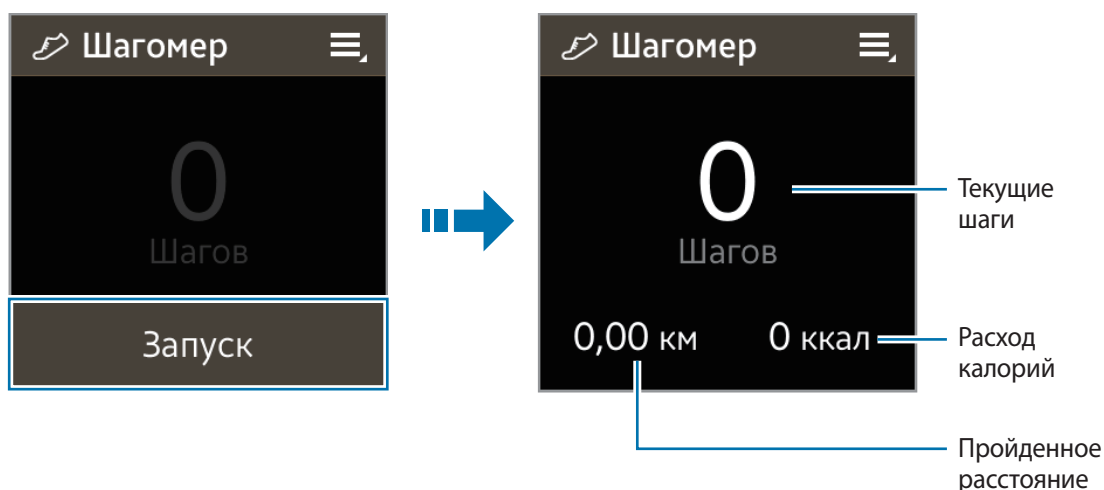 Шагомер
0
Шагов
Запуск
Шагомер
0
Шагов
0,00 км
0 ккал
Текущие
шаги
Расход
калорий
Пройденное
расстояние